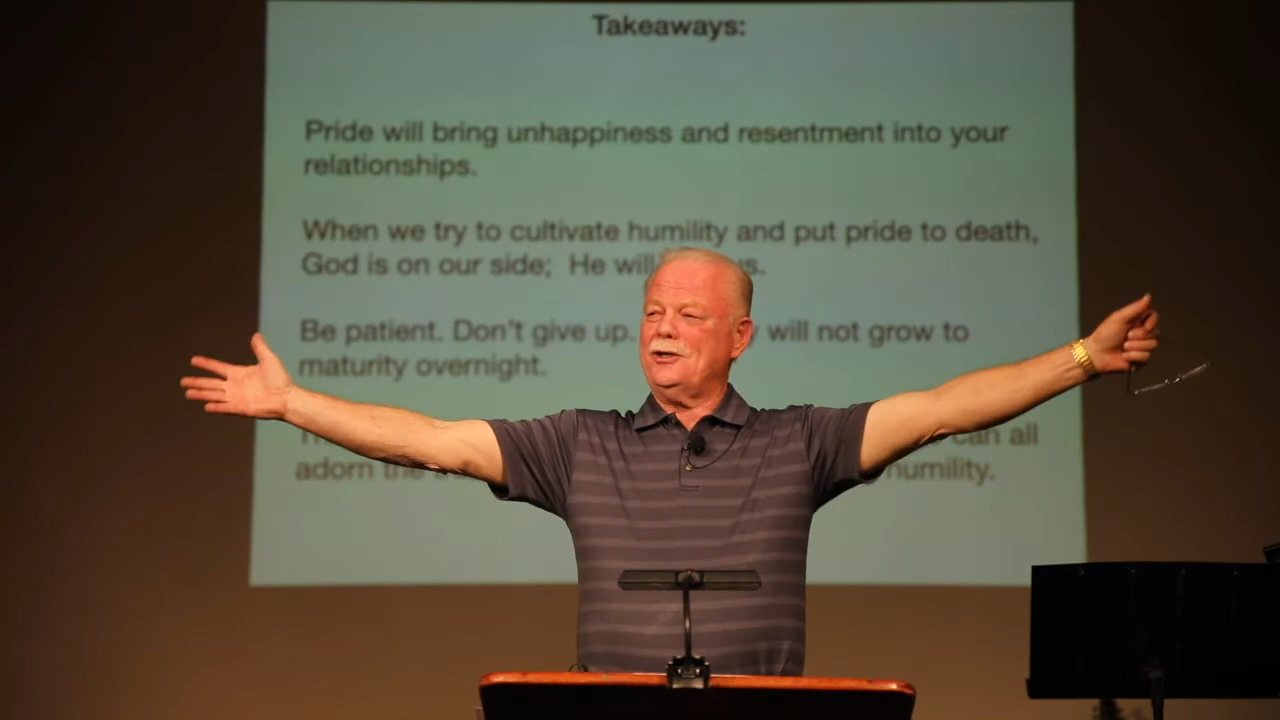 Takeaways:
Pride will bring unhappiness and resentment into your
relationships.
When we try to cultivate humility and put pride to death,
God is on our side; He will
Be patient. Don't give up. will not grow to
maturity overnight.
can all
adorn the humility.